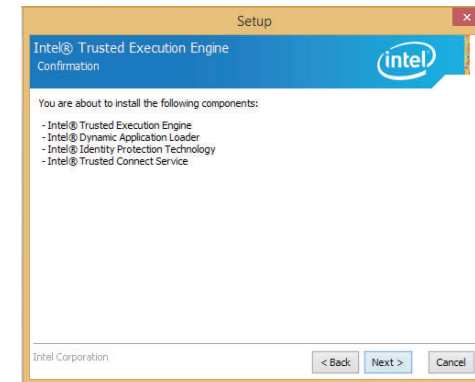 Setup
×
Intel® Trusted Execution Engine
Confirmation
intel
You are about to install the following components:
- Intel® Trusted Execution Engine
- Intel® Dynamic Application Loader
- Intel® Identity Protection Technology
- Intel® Trusted Connect Service
Intel Corporation
< Back Next > Cancel